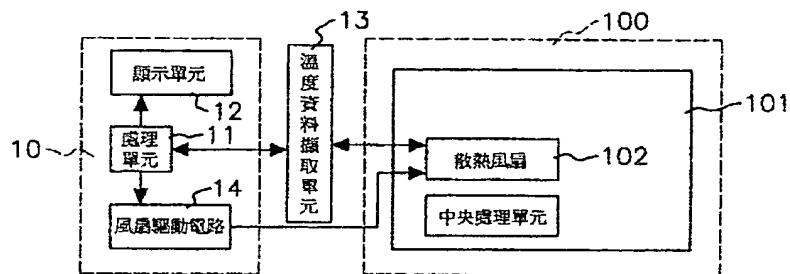 100
13
顯示單元
12
溫度資料擷取單元
101
10
處理
單元
11
散熱風扇
102
14
風扇驅動電路
中央處理單元